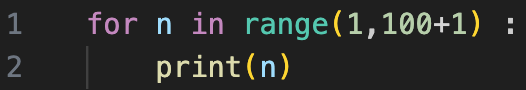 1 for n in range(1,100+1) :
2     print(n)